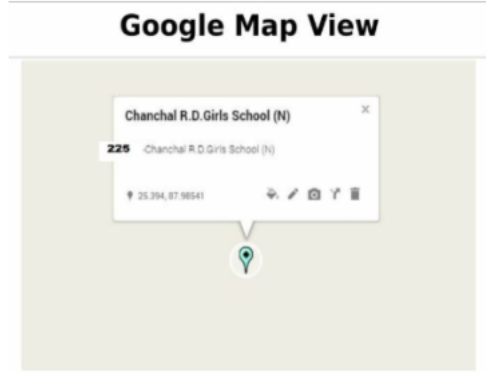 Google Map View
Chanchal R.D.Girls School (N)
225 -Chanchal R.D.Girls School (N)
25.394, 87.98541